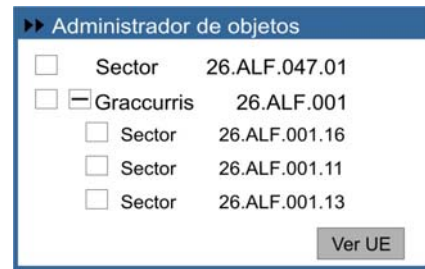 Administrador de objetos
Sector 26.ALF.047.01
Graccurris 26.ALF.001
Sector 26.ALF.001.16
Sector 26.ALF.001.11
Sector 26.ALF.001.13
Ver UE